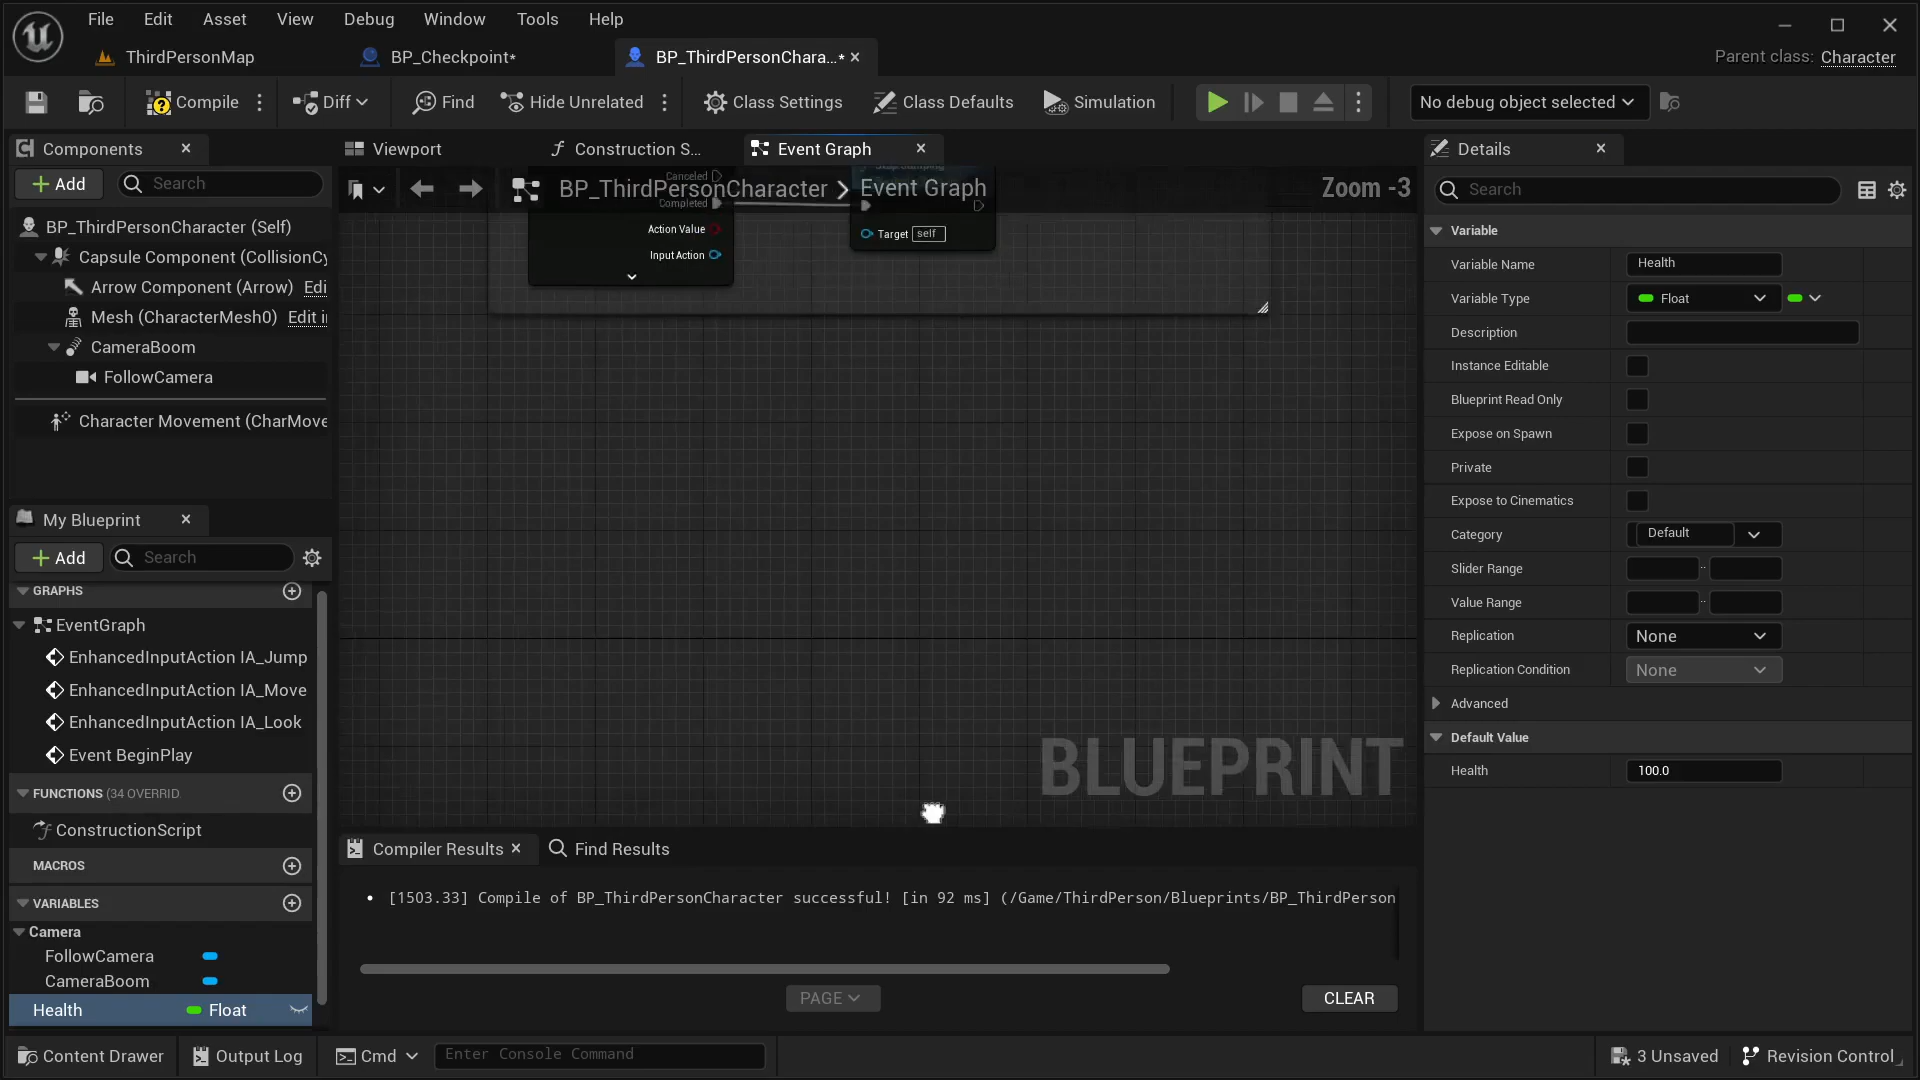 File Edit Asset View Debug Window Tools Help
ThirdPersonMap BP_Checkpoint* BP_ThirdPersonChara...* Parent class: Character
Compile Diff Find Hide Unrelated Class Settings Class Defaults Simulation No debug object selected
Components Viewport Construction S... Event Graph Details
Add Search BP_ThirdPersonCharacter > Event Graph Zoom -3 Search
Canceled
Completed
Action Value
Input Action
Target self
BP_ThirdPersonCharacter (Self)
Capsule Component (CollisionCy
Arrow Component (Arrow) Edi
Mesh (CharacterMesh0) Edit i
CameraBoom
FollowCamera
Character Movement (CharMove
My Blueprint
Add Search
GRAPHS
EventGraph
EnhancedInputAction IA_Jump
EnhancedInputAction IA_Move
EnhancedInputAction IA_Look
Event BeginPlay
FUNCTIONS (34 OVERRID
ConstructionScript
MACROS
VARIABLES
Camera
FollowCamera
CameraBoom
Health Float
BLUEPRINT
Compiler Results Find Results
• [1503.33] Compile of BP_ThirdPersonCharacter successful! [in 92 ms] (/Game/ThirdPerson/Blueprints/BP_ThirdPerson
PAGE CLEAR
Variable
Variable Name Health
Variable Type Float
Description
Instance Editable
Blueprint Read Only
Expose on Spawn
Private
Expose to Cinematics
Category Default
Slider Range ..
Value Range ..
Replication None
Replication Condition None
Advanced
Default Value
Health 100.0
Content Drawer Output Log Cmd Enter Console Command 3 Unsaved Revision Control